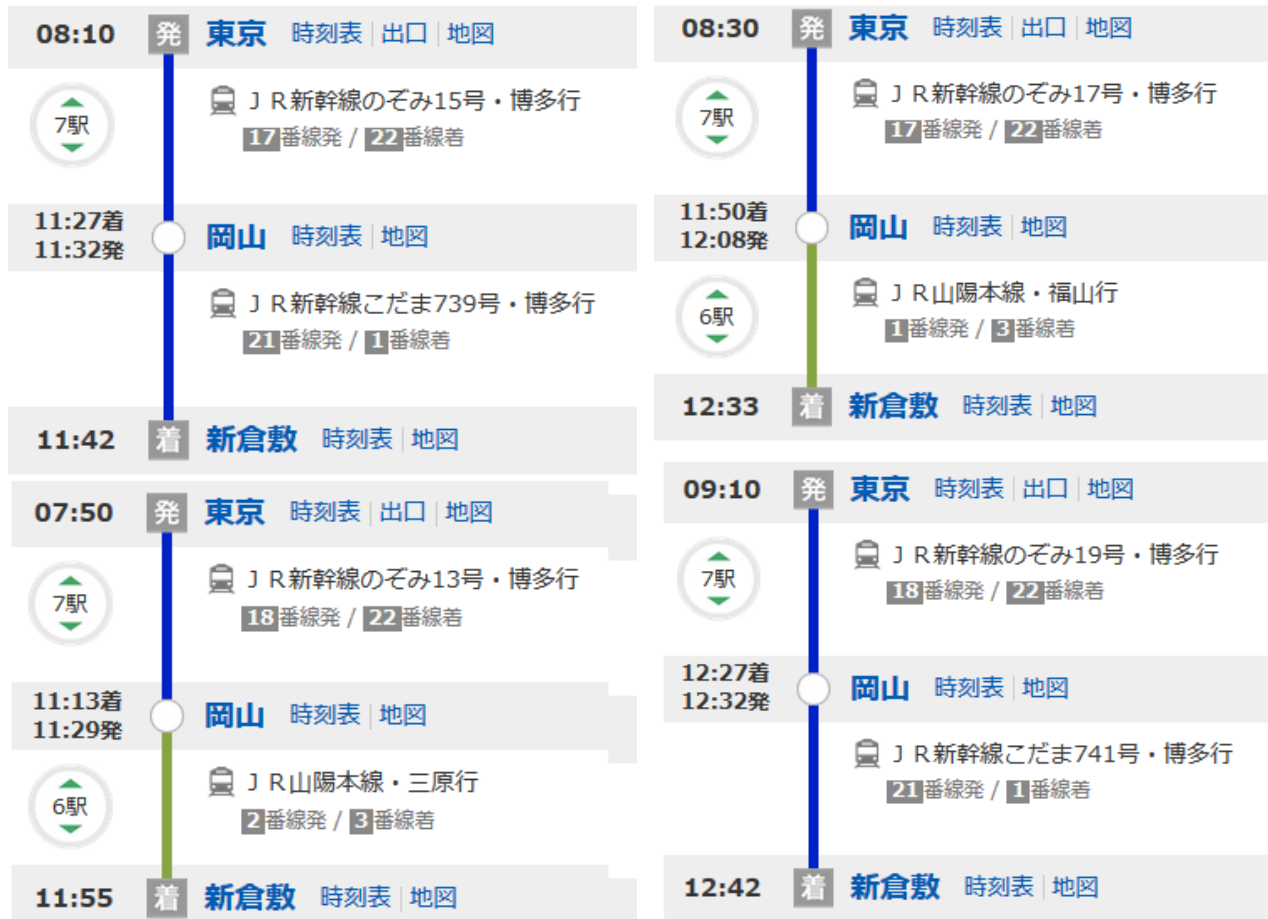 08:10 発 東京 時刻表 出口 地図
7駅
ＪＲ新幹線のぞみ15号・博多行
17番線発 / 22番線着
11:27着
11:32発
岡山 時刻表 地図
ＪＲ新幹線こだま739号・博多行
21番線発 / 1番線着
11:42 着 新倉敷 時刻表 地図
07:50 発 東京 時刻表 出口 地図
7駅
ＪＲ新幹線のぞみ13号・博多行
18番線発 / 22番線着
11:13着
11:29発
岡山 時刻表 地図
6駅
ＪＲ山陽本線・三原行
2番線発 / 3番線着
11:55 着 新倉敷 時刻表 地図
08:30 発 東京 時刻表 出口 地図
7駅
ＪＲ新幹線のぞみ17号・博多行
17番線発 / 22番線着
11:50着
12:08発
岡山 時刻表 地図
6駅
ＪＲ山陽本線・福山行
1番線発 / 3番線着
12:33 着 新倉敷 時刻表 地図
09:10 発 東京 時刻表 出口 地図
7駅
ＪＲ新幹線のぞみ19号・博多行
18番線発 / 22番線着
12:27着
12:32発
岡山 時刻表 地図
ＪＲ新幹線こだま741号・博多行
21番線発 / 1番線着
12:42 着 新倉敷 時刻表 地図